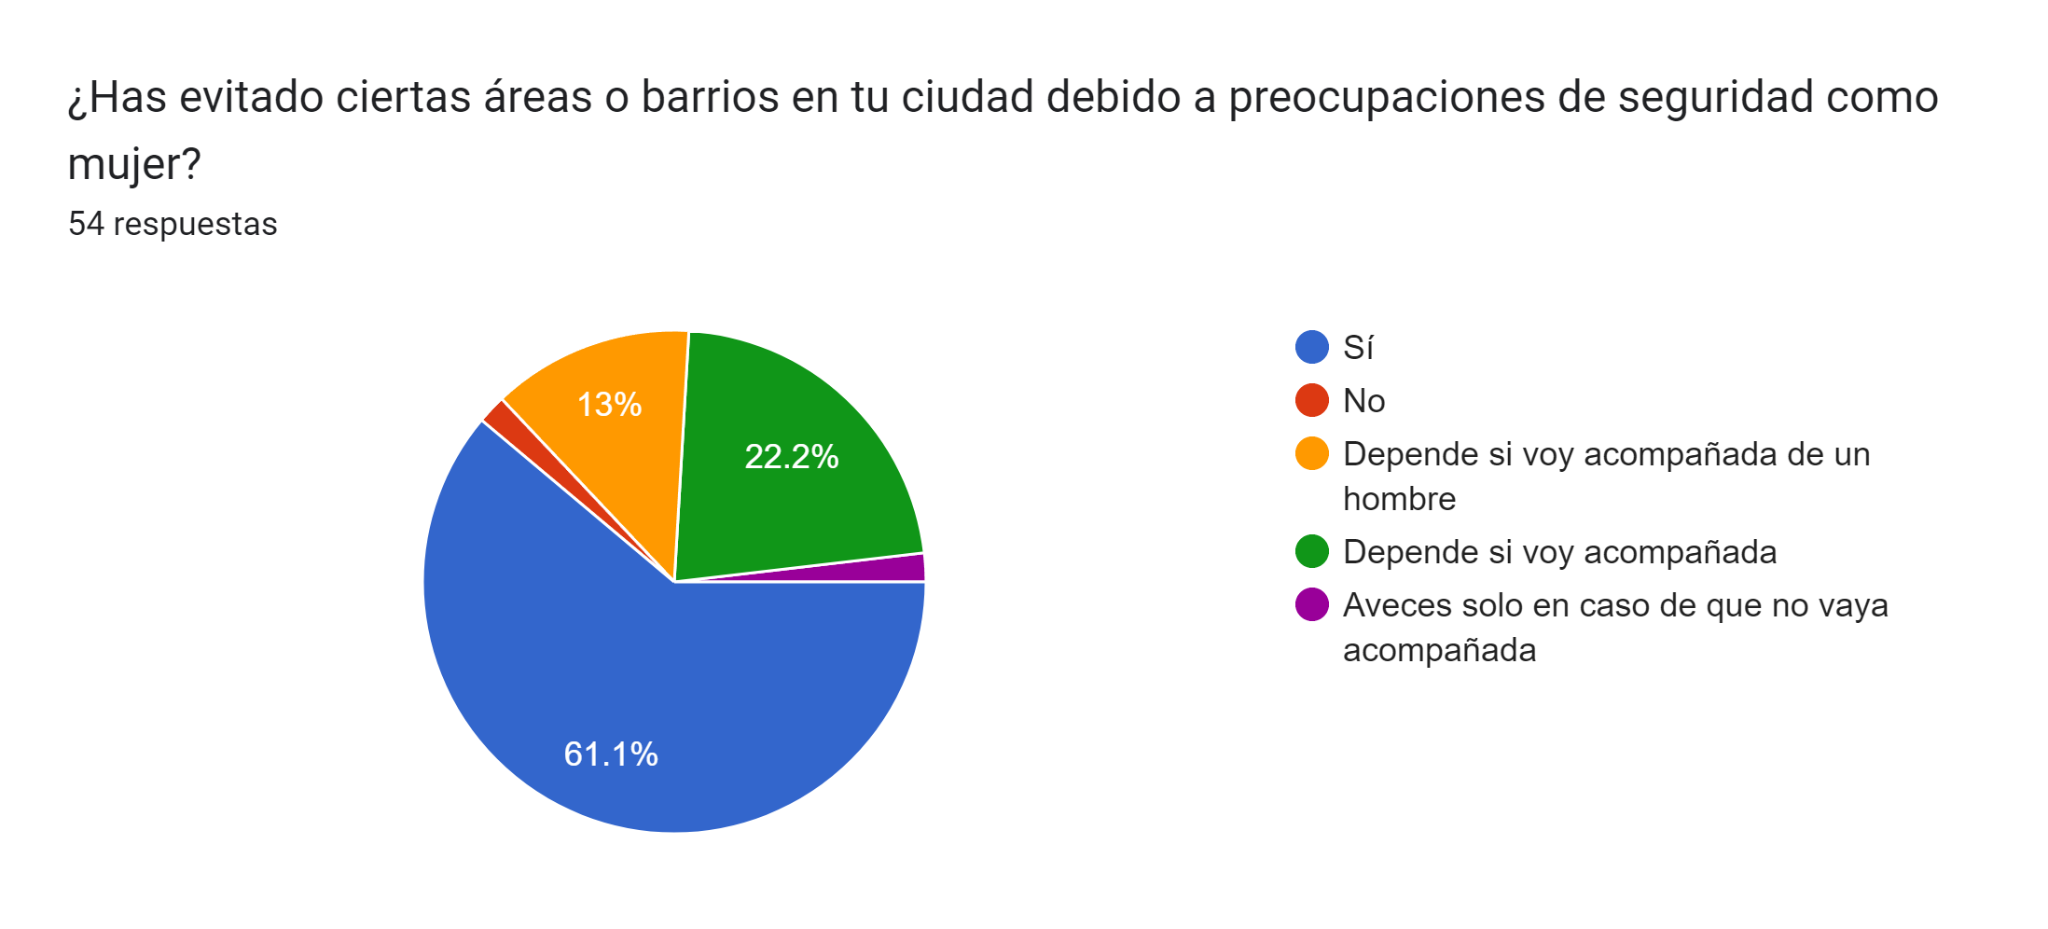 ¿Has evitado ciertas áreas o barrios en tu ciudad debido a preocupaciones de seguridad como
mujer?
54 respuestas
13%
22.2%
61.1%
Sí
No
Depende si voy acompañada de un
hombre
Depende si voy acompañada
Aveces solo en caso de que no vaya
acompañada